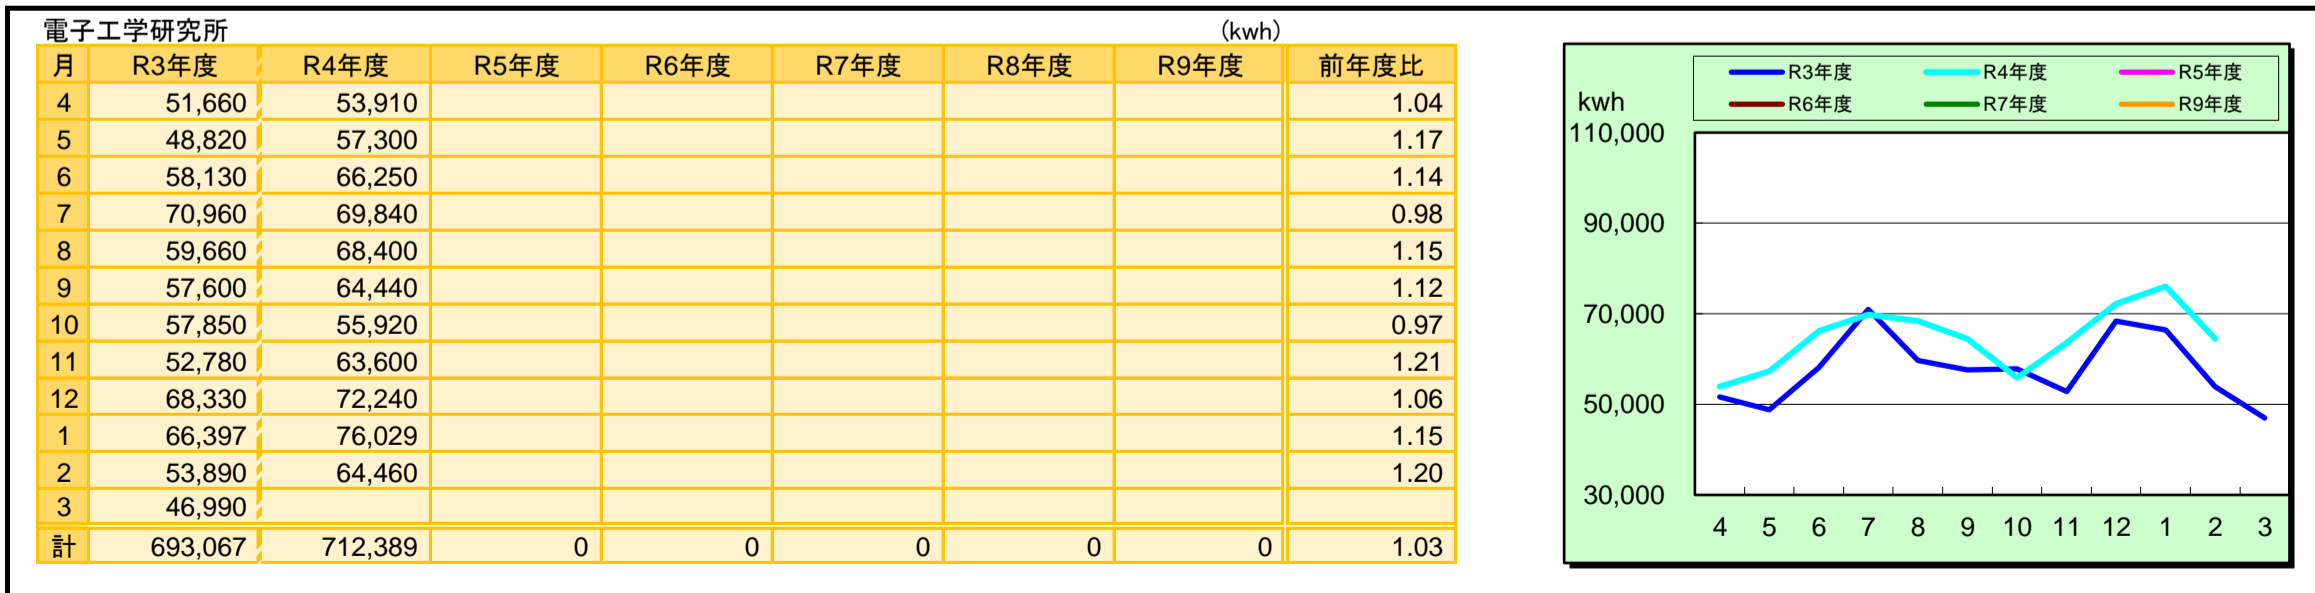 電子工学研究所 (kwh)
月 R3年度 R4年度 R5年度 R6年度 R7年度 R8年度 R9年度 前年度比
4 51,660 53,910 1.04
5 48,820 57,300 1.17
6 58,130 66,250 1.14
7 70,960 69,840 0.98
8 59,660 68,400 1.15
9 57,600 64,440 1.12
10 57,850 55,920 0.97
11 52,780 63,600 1.21
12 68,330 72,240 1.06
1 66,397 76,029 1.15
2 53,890 64,460 1.20
3 46,990
計 693,067 712,389 0 0 0 0 0 1.03
R3年度 R4年度 R5年度
R6年度 R7年度 R9年度
kwh
110,000
90,000
70,000
50,000
30,000
4 5 6 7 8 9 10 11 12 1 2 3